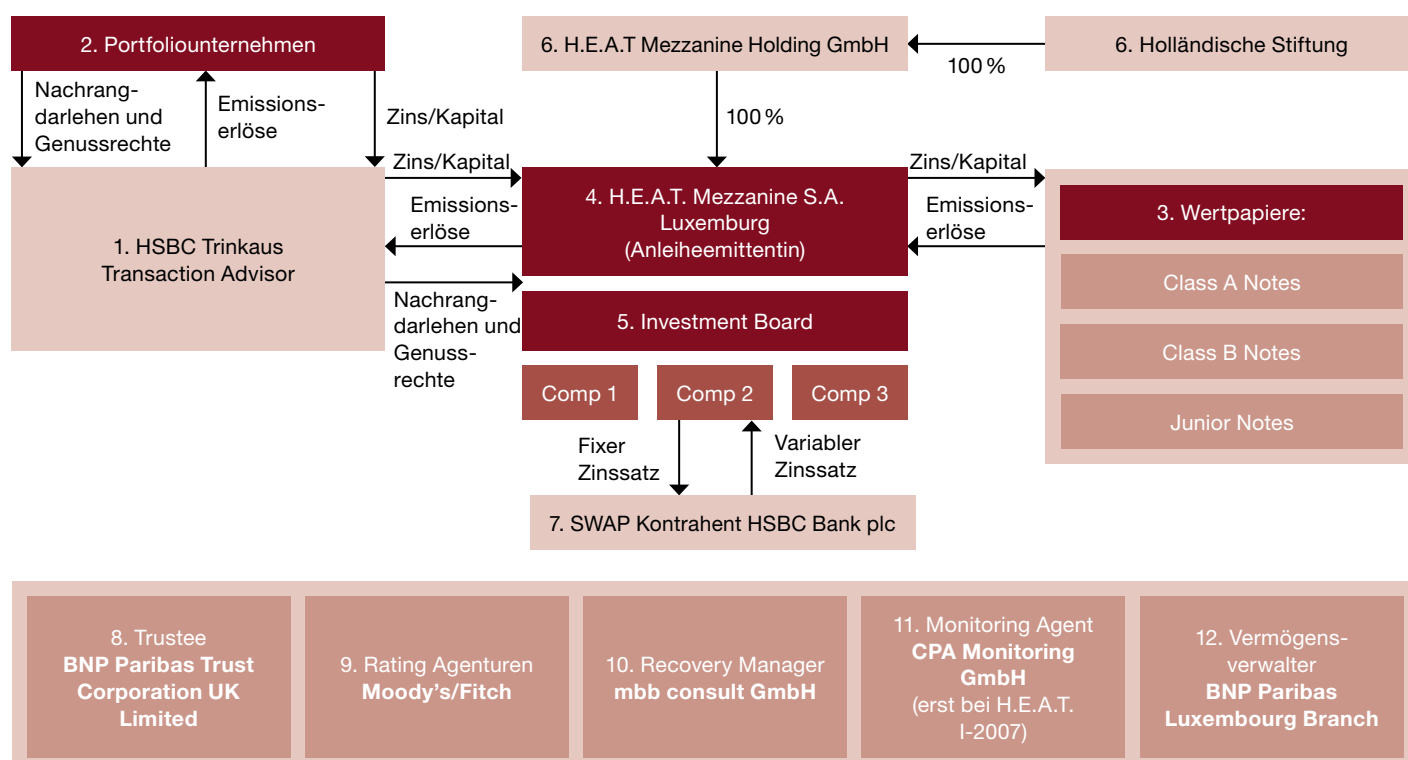 2. Portfoliounternehmen
6. H.E.A.T Mezzanine Holding GmbH
6. Holländische Stiftung
100 %
Nachrang-
darlehen und
Genussrechte
Emissions-
erlöse
Zins/Kapital
100 %
Zins/Kapital
Zins/Kapital
1. HSBC Trinkaus
Transaction Advisor
Emissions-
erlöse
4. H.E.A.T. Mezzanine S.A.
Luxemburg
(Anleiheemittentin)
Emissions-
erlöse
3. Wertpapiere:
Class A Notes
Class B Notes
Junior Notes
Nachrang-
darlehen und
Genuss-
rechte
5. Investment Board
Comp 1
Comp 2
Comp 3
Fixer
Zinssatz
Variabler
Zinssatz
7. SWAP Kontrahent HSBC Bank plc
8. Trustee
BNP Paribas Trust
Corporation UK
Limited
9. Rating Agenturen
Moody's/Fitch
10. Recovery Manager
mbb consult GmbH
11. Monitoring Agent
CPA Monitoring
GmbH
(erst bei H.E.A.T.
I-2007)
12. Vermögens-
verwalter
BNP Paribas
Luxembourg Branch